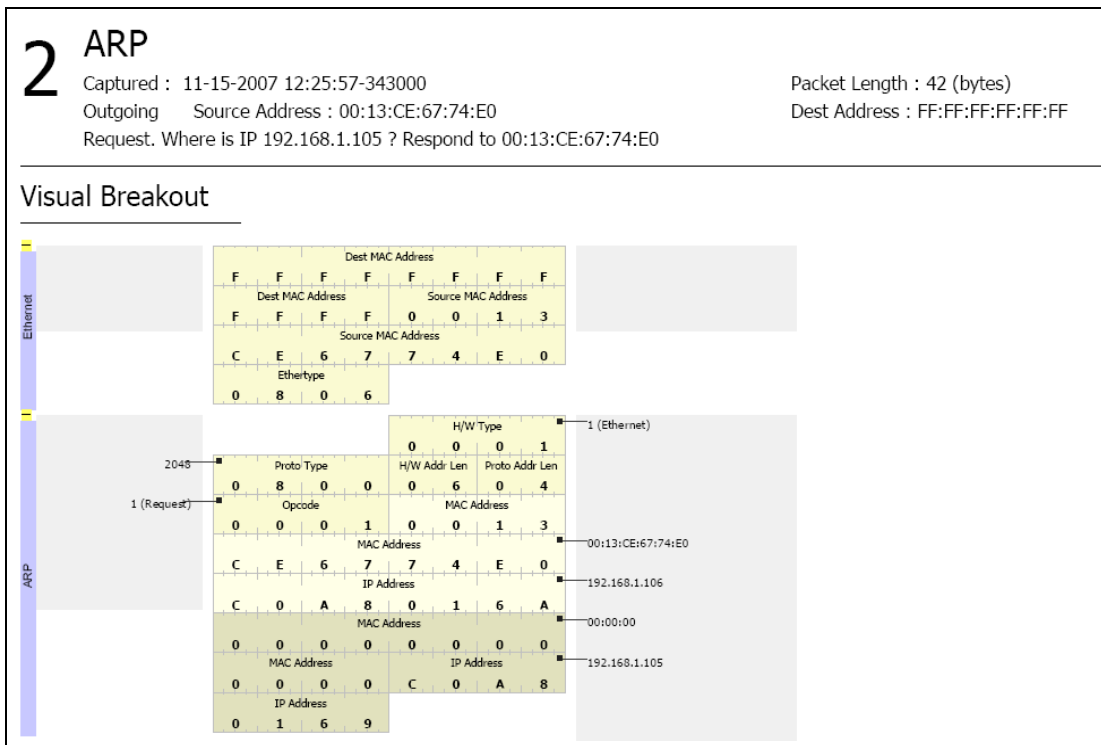 2 ARP
Captured : 11-15-2007 12:25:57-343000 Packet Length : 42 (bytes)
Outgoing Source Address : 00:13:CE:67:74:E0 Dest Address : FF:FF:FF:FF:FF:FF
Request. Where is IP 192.168.1.105 ? Respond to 00:13:CE:67:74:E0
Visual Breakout
Ethernet
Dest MAC Address
F F F F F F F F
Dest MAC Address Source MAC Address
F F F F 0 0 1 3
Source MAC Address
C E 6 7 7 4 E 0
Ethertype
0 8 0 6
ARP
H/W Type 1 (Ethernet)
0 0 0 1
2048 Proto Type H/W Addr Len Proto Addr Len
0 8 0 0 0 6 0 4
1 (Request) Opcode MAC Address
0 0 0 1 0 0 1 3
MAC Address 00:13:CE:67:74:E0
C E 6 7 7 4 E 0
IP Address 192.168.1.106
C 0 A 8 0 1 6 A
MAC Address 00:00:00
0 0 0 0 0 0 0 0
MAC Address IP Address 192.168.1.105
0 0 0 0 C 0 A 8
IP Address
0 1 6 9